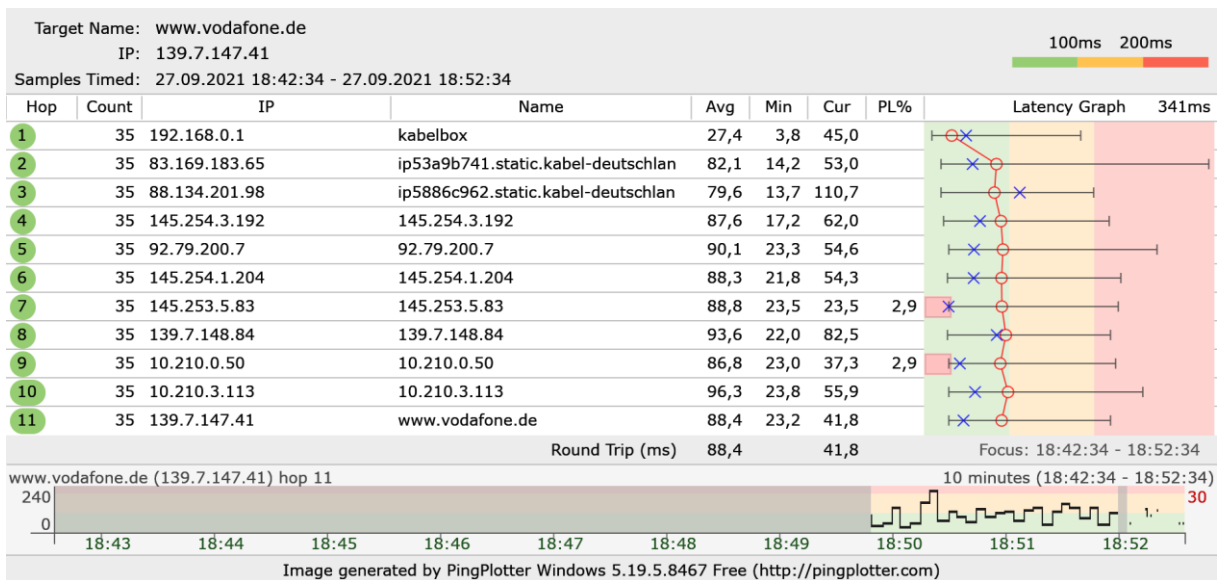 Target Name: www.vodafone.de
IP: 139.7.147.41
Samples Timed: 27.09.2021 18:42:34 - 27.09.2021 18:52:34
100ms 200ms
Hop Count IP Name Avg Min Cur PL% Latency Graph 341ms
1 35 192.168.0.1 kabelbox 27,4 3,8 45,0
2 35 83.169.183.65 ip53a9b741.static.kabel-deutschlan 82,1 14,2 53,0
3 35 88.134.201.98 ip5886c962.static.kabel-deutschlan 79,6 13,7 110,7
4 35 145.254.3.192 145.254.3.192 87,6 17,2 62,0
5 35 92.79.200.7 92.79.200.7 90,1 23,3 54,6
6 35 145.254.1.204 145.254.1.204 88,3 21,8 54,3
7 35 145.253.5.83 145.253.5.83 88,8 23,5 23,5 2,9
8 35 139.7.148.84 139.7.148.84 93,6 22,0 82,5
9 35 10.210.0.50 10.210.0.50 86,8 23,0 37,3 2,9
10 35 10.210.3.113 10.210.3.113 96,3 23,8 55,9
11 35 139.7.147.41 www.vodafone.de 88,4 23,2 41,8
Round Trip (ms) 88,4 41,8 Focus: 18:42:34 - 18:52:34
www.vodafone.de (139.7.147.41) hop 11 10 minutes (18:42:34 - 18:52:34)
240 30
0
18:43 18:44 18:45 18:46 18:47 18:48 18:49 18:50 18:51 18:52
Image generated by PingPlotter Windows 5.19.5.8467 Free (http://pingplotter.com)